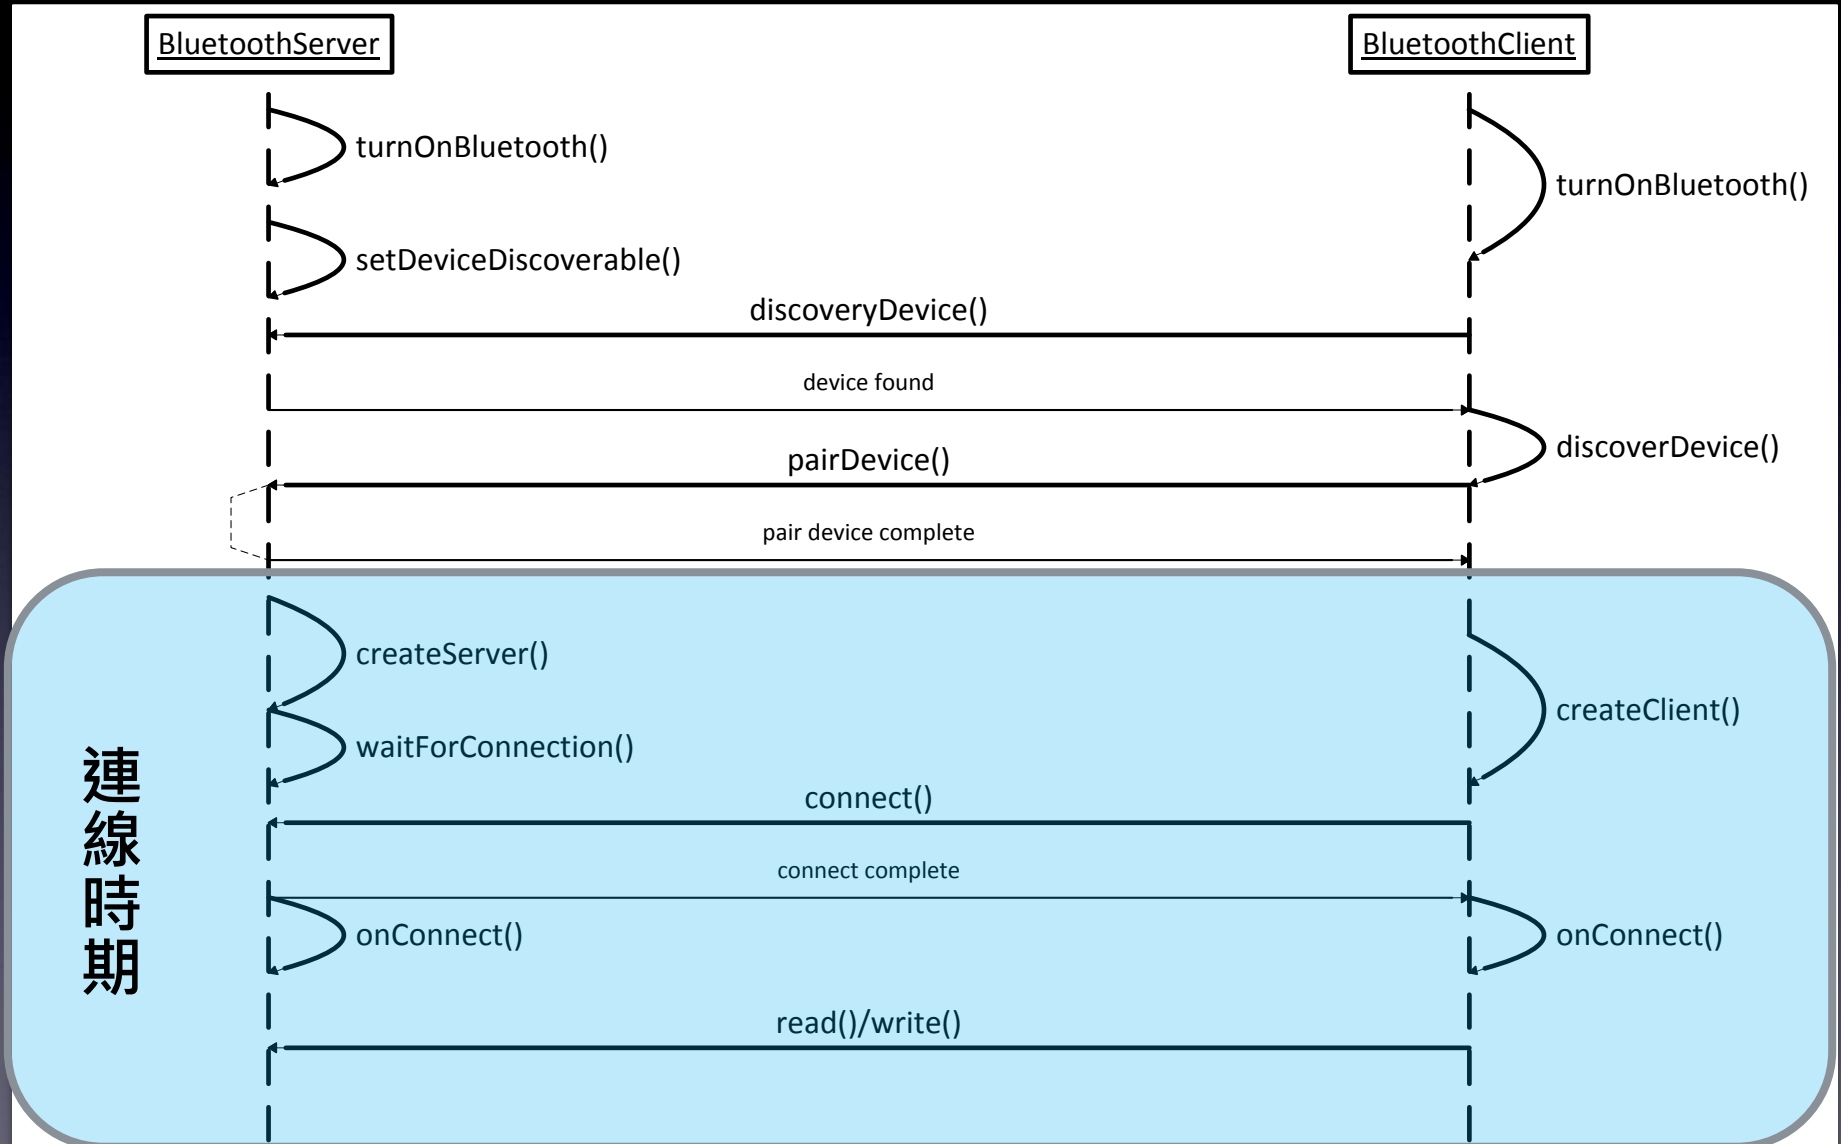 BluetoothServer
BluetoothClient
turnOnBluetooth()
turnOnBluetooth()
setDeviceDiscoverable()
discoveryDevice()
device found
discoverDevice()
pairDevice()
pair device complete
createServer()
createClient()
waitForConnection()
connect()
connect complete
onConnect()
onConnect()
read()/write()
連線時期